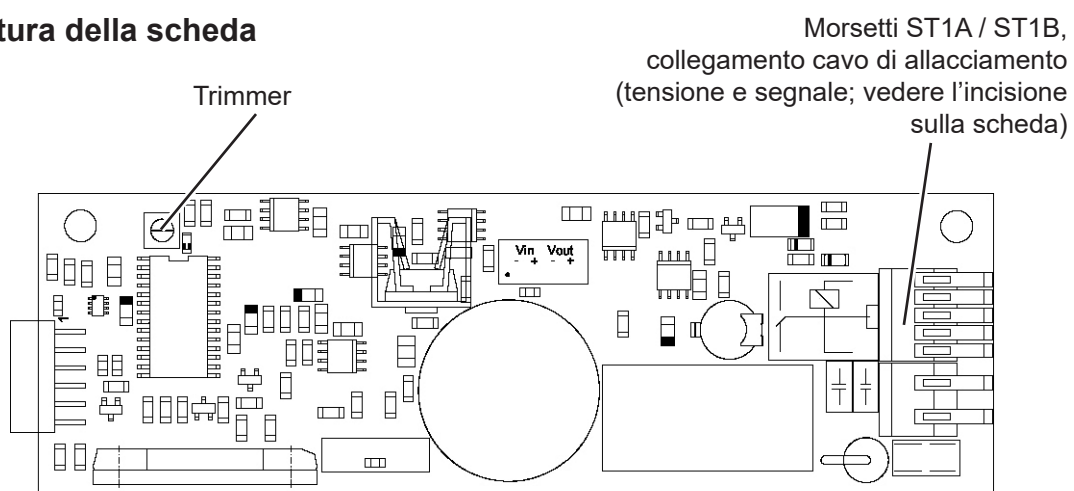 tura della scheda
Morsetti ST1A / ST1B,
collegamento cavo di allacciamento
(tensione e segnale; vedere l'incisione
sulla scheda)
Trimmer
Vin Vout
- + - +
1